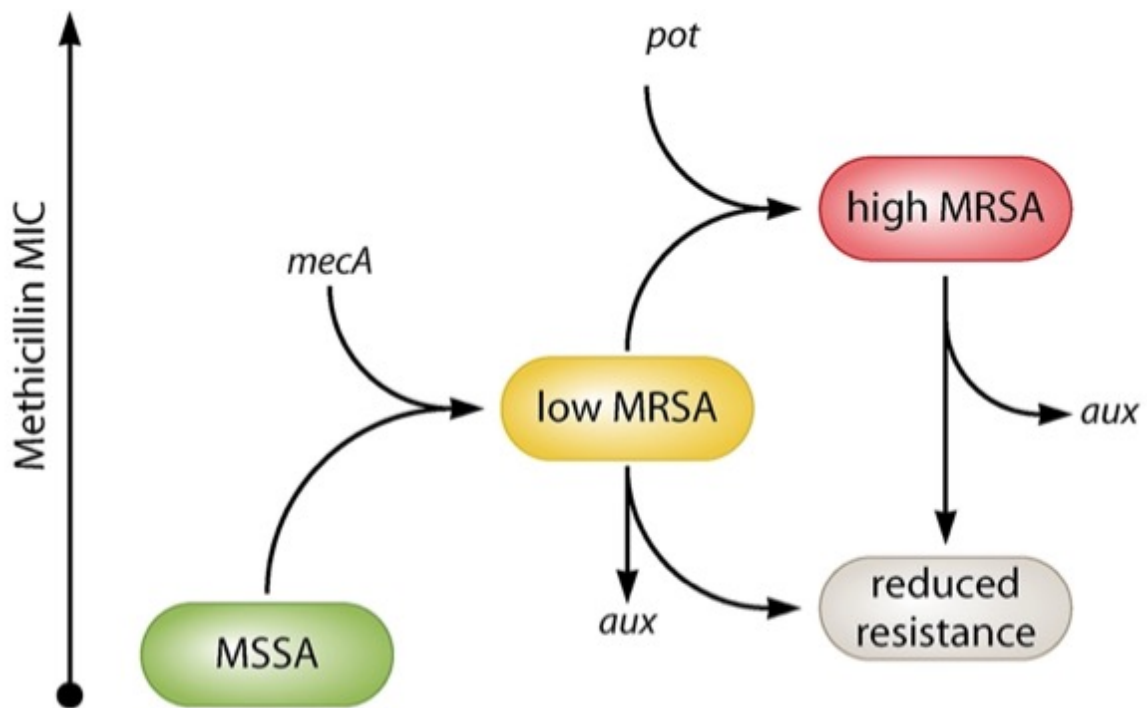 Methicillin MIC
pot
high MRSA
mecA
low MRSA
aux
aux
reduced
resistance
MSSA